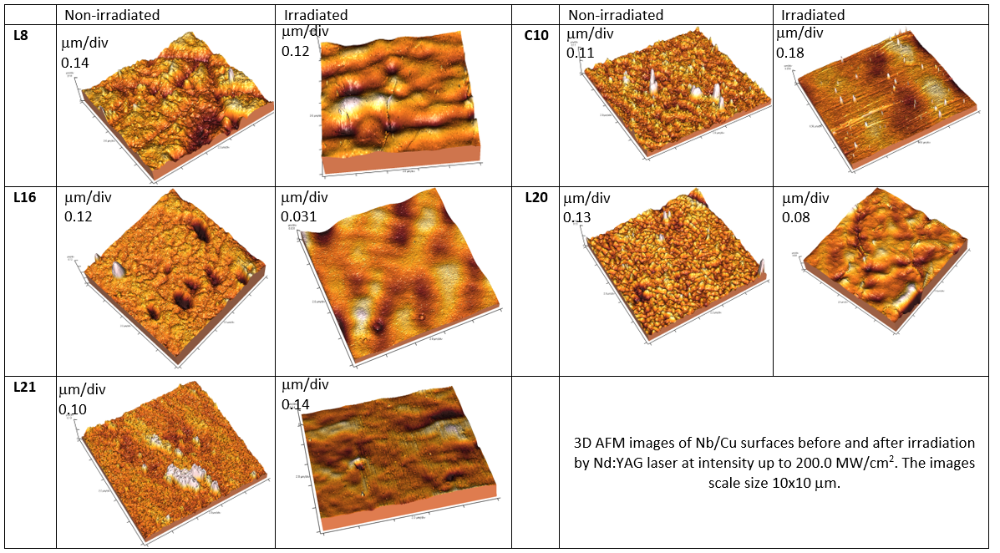 Non-irradiated
Irradiated
Non-irradiated
Irradiated
L8
μm/div
0.14
μm/div
0.12
C10
μm/div
0.11
μm/div
0.18
L16
μm/div
0.12
μm/div
0.031
L20
μm/div
0.13
μm/div
0.08
L21
μm/div
0.10
μm/div
0.14
3D AFM images of Nb/Cu surfaces before and after irradiation
by Nd:YAG laser at intensity up to 200.0 MW/cm². The images
scale size 10x10 μm.